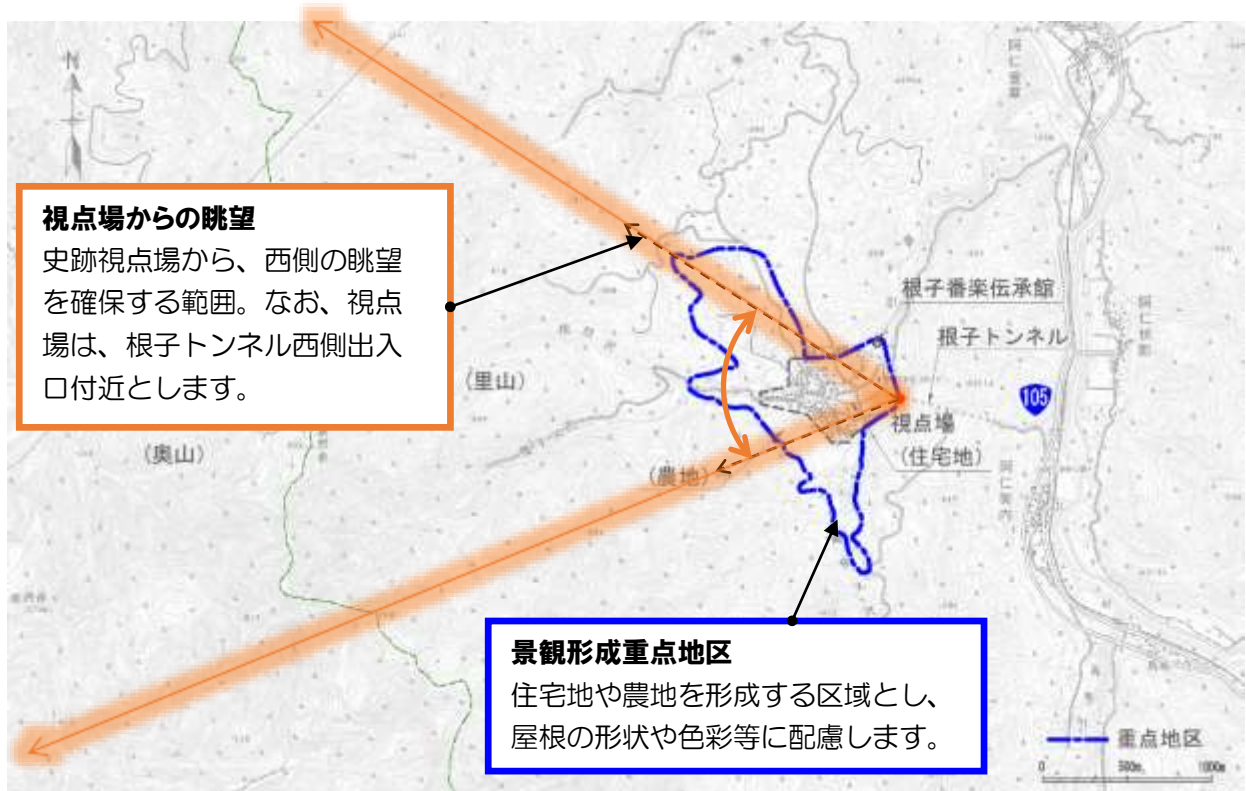 N
視点場からの眺望
史跡視点場から、西側の眺望
を確保する範囲。なお、視点
場は、根子トンネル西側出入
口付近とします。
根子番楽伝承館
根子トンネル
105
(里山)
視点場
(住宅地)
(奥山)
(農地)
景観形成重点地区
住宅地や農地を形成する区域とし、
屋根の形状や色彩等に配慮します。
重点地区
0 500m 1000m